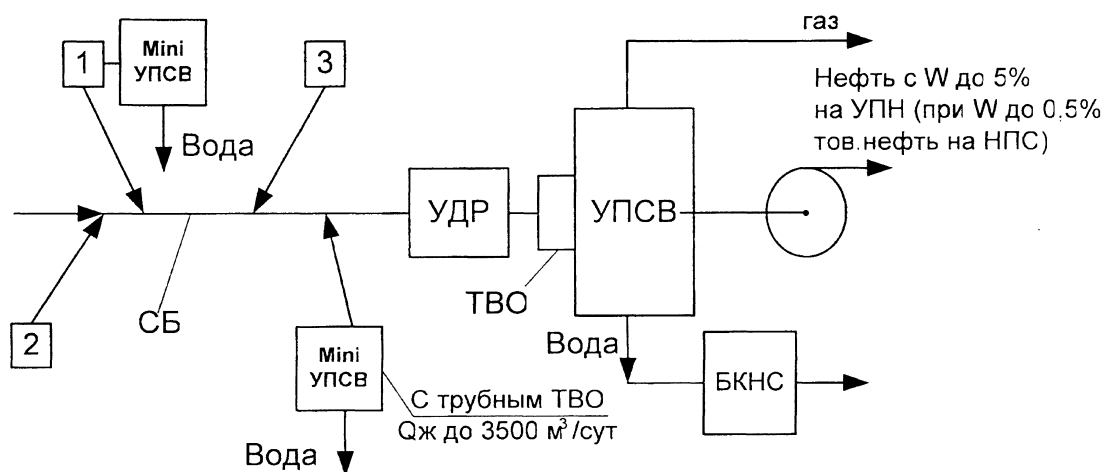 газ
Нефть с W до 5%
на УПН (при W до 0,5%
тов.нефть на НПС)
1
Mini
УПСВ
3
Вода
УДР
УПСВ
ТВО
СБ
2
Mini
УПСВ
Вода
БКНС
С трубным ТВО
Qж до 3500 м³/сут
Вода